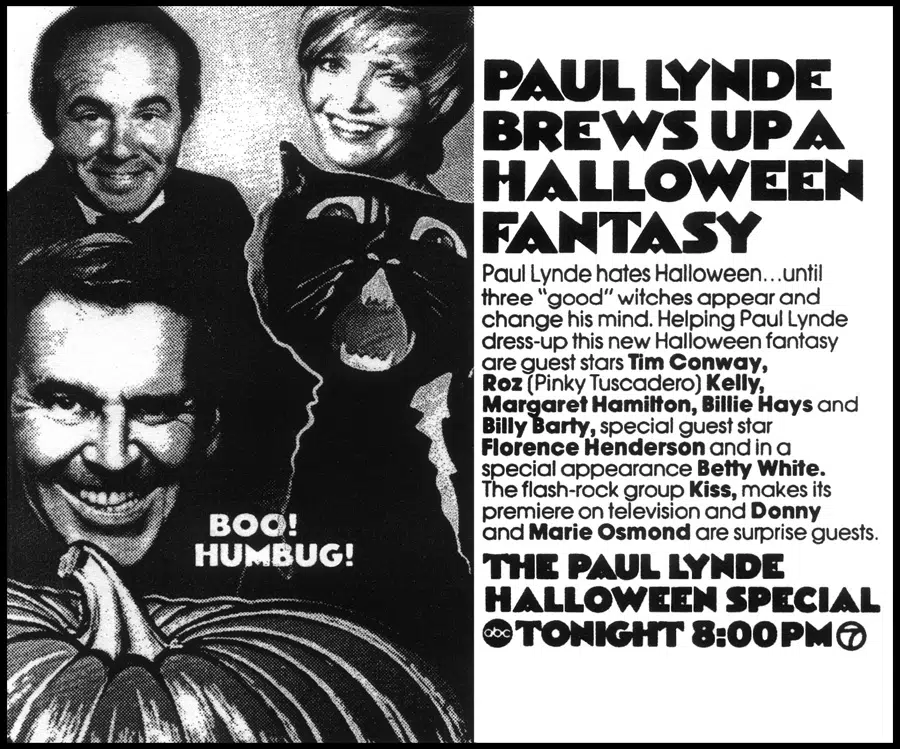 BOO!
HUMBUG!
PAUL LYNDE
BREWS UP A
HALLOWEEN
FANTASY
Paul Lynde hates Halloween...until
three "good" witches appear and
change his mind. Helping Paul Lynde
dress-up this new Halloween fantasy
are guest stars Tim Conway,
Roz (Pinky Tuscadero) Kelly,
Margaret Hamilton, Billie Hays and
Billy Barty, special guest star
Florence Henderson and in a
special appearance Betty White.
The flash-rock group Kiss, makes its
premiere on television and Donny
and Marie Osmond are surprise guests.
THE PAUL LYNDE
HALLOWEEN SPECIAL
abc TONIGHT 8:00PM 7